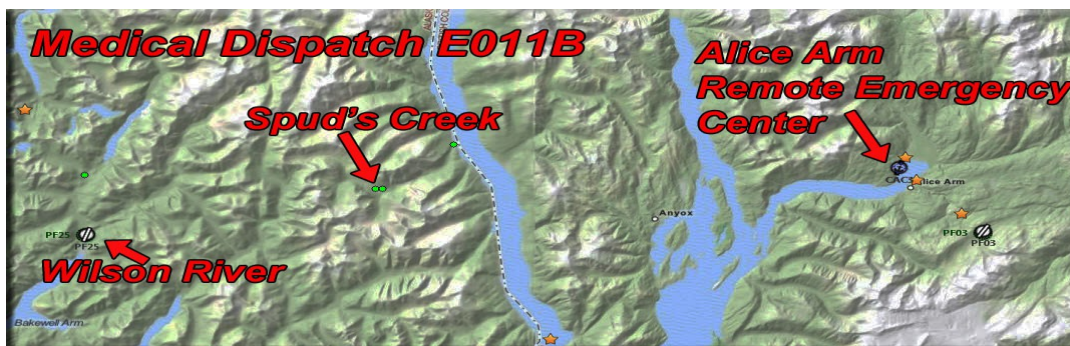 Medical Dispatch E011B
Alice Arm
Remote Emergency
Center
Spud's Creek
Alice Arm
Anyox
PF25
PF25
PF03
PF03
Wilson River
Bakewell Arm